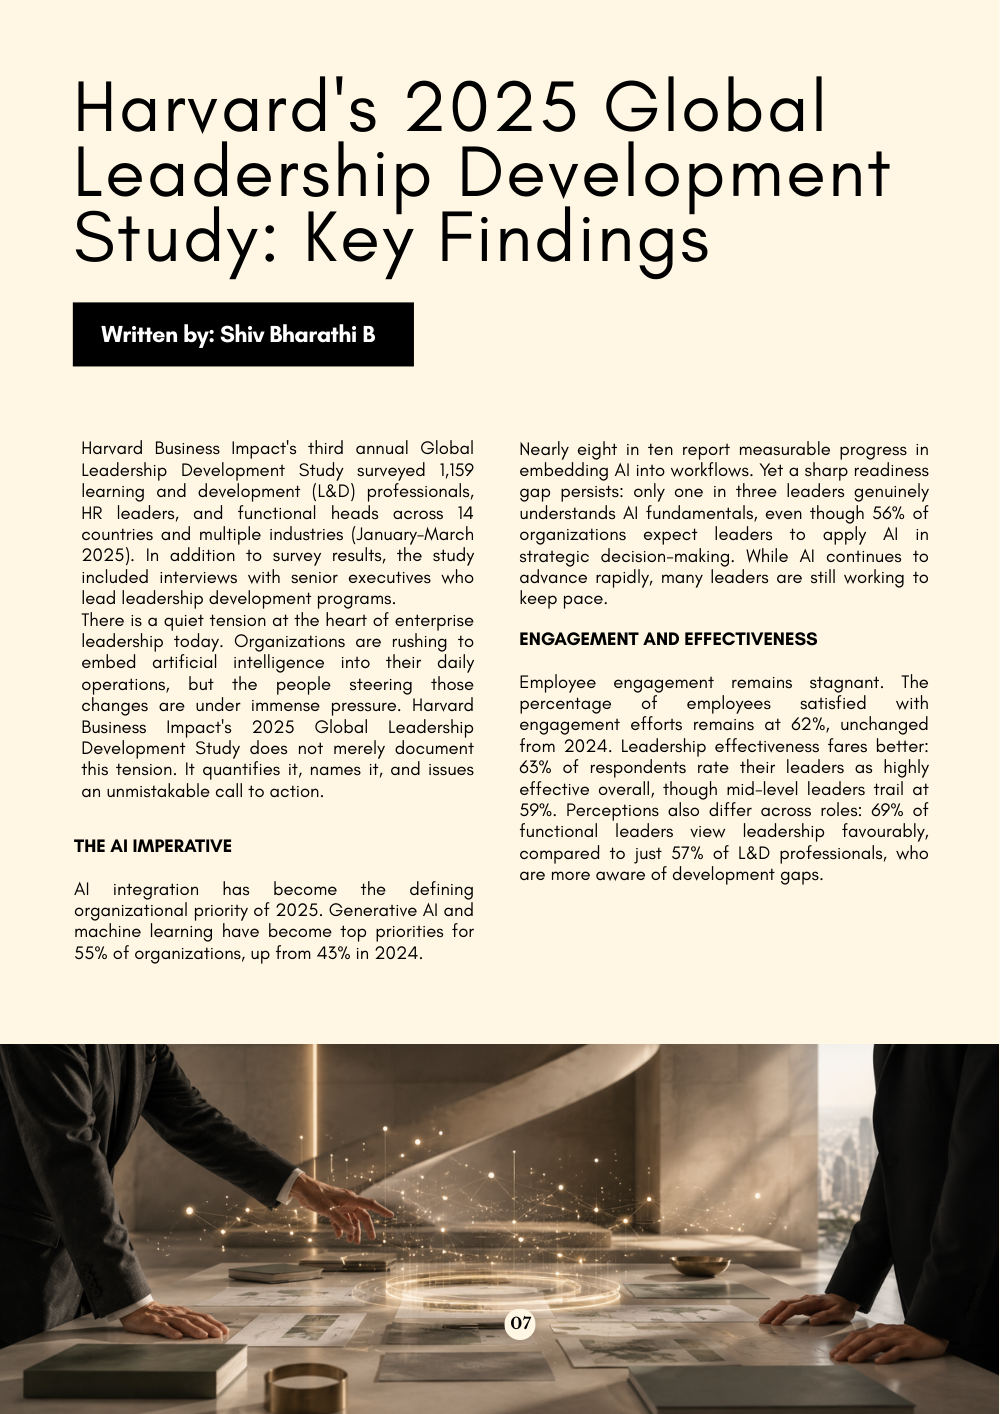 Harvard's 2025 Global
Leadership Development
Study: Key Findings
Written by: Shiv Bharathi B
Harvard Business Impact's third annual Global
Leadership Development Study surveyed 1,159
learning and development (L&D) professionals,
HR leaders, and functional heads across 14
countries and multiple industries (January–March
2025). In addition to survey results, the study
included interviews with senior executives who
lead leadership development programs.
There is a quiet tension at the heart of enterprise
leadership today. Organizations are rushing to
embed artificial intelligence into their daily
operations, but the people steering those
changes are under immense pressure. Harvard
Business Impact's 2025 Global Leadership
Development Study does not merely document
this tension. It quantifies it, names it, and issues
an unmistakable call to action.
THE AI IMPERATIVE
AI integration has become the defining
organizational priority of 2025. Generative AI and
machine learning have become top priorities for
55% of organizations, up from 43% in 2024.
Nearly eight in ten report measurable progress in
embedding AI into workflows. Yet a sharp readiness
gap persists: only one in three leaders genuinely
understands AI fundamentals, even though 56% of
organizations expect leaders to apply AI in
strategic decision-making. While AI continues to
advance rapidly, many leaders are still working to
keep pace.
ENGAGEMENT AND EFFECTIVENESS
Employee engagement remains stagnant. The
percentage of employees satisfied with
engagement efforts remains at 62%, unchanged
from 2024. Leadership effectiveness fares better:
63% of respondents rate their leaders as highly
effective overall, though mid-level leaders trail at
59%. Perceptions also differ across roles: 69% of
functional leaders view leadership favourably,
compared to just 57% of L&D professionals, who
are more aware of development gaps.
07